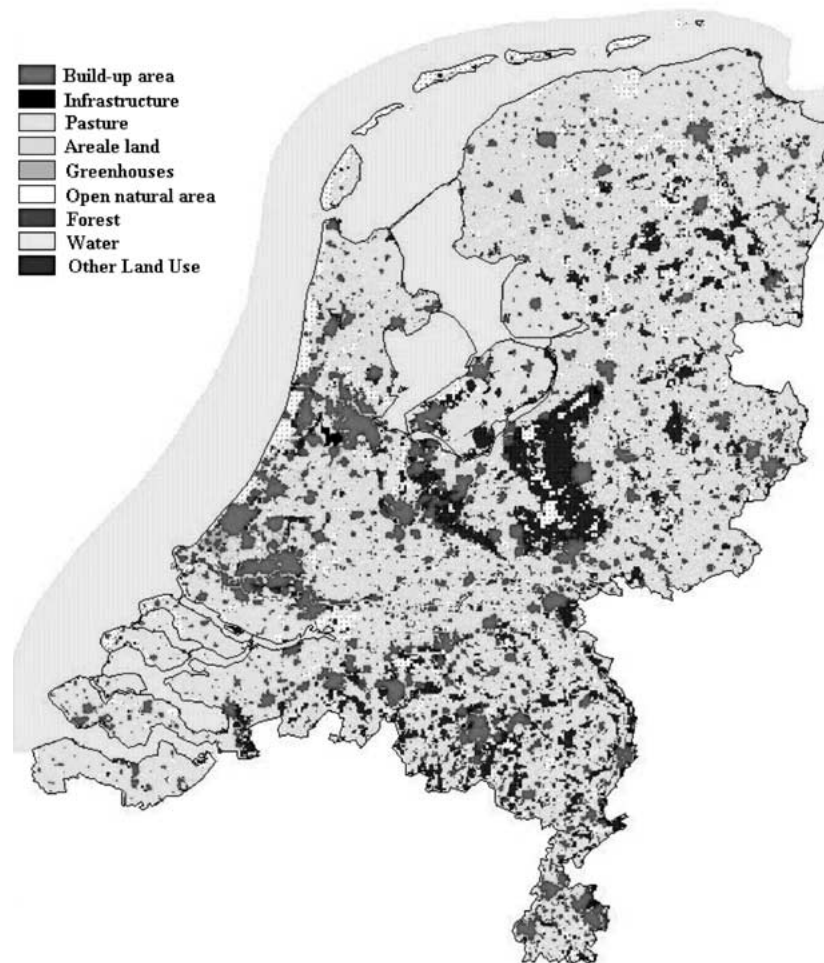 Build-up area
Infrastructure
Pasture
Areale land
Greenhouses
Open natural area
Forest
Water
Other Land Use